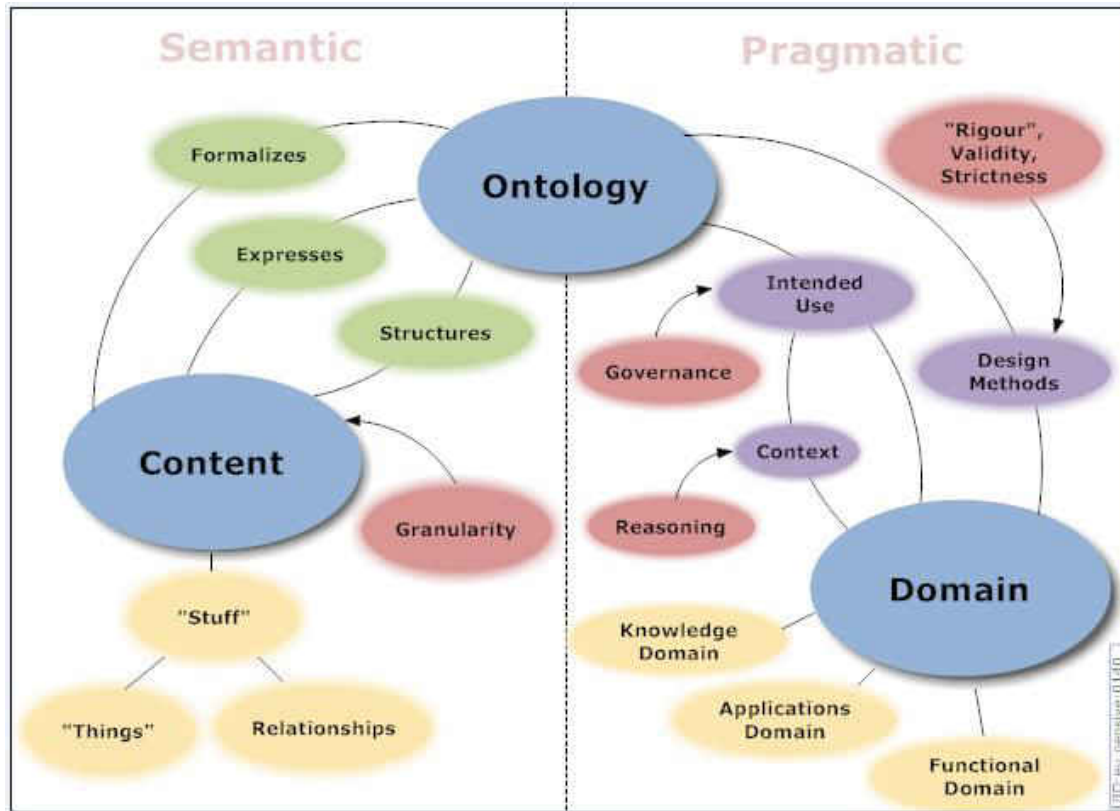 Semantic
Pragmatic
Formalizes
"Rigour",
Validity,
Strictness
Ontology
Expresses
Intended
Use
Structures
Governance
Design
Methods
Content
Context
Granularity
Reasoning
Domain
"Stuff"
Knowledge
Domain
"Things"
Relationships
Applications
Domain
Functional
Domain